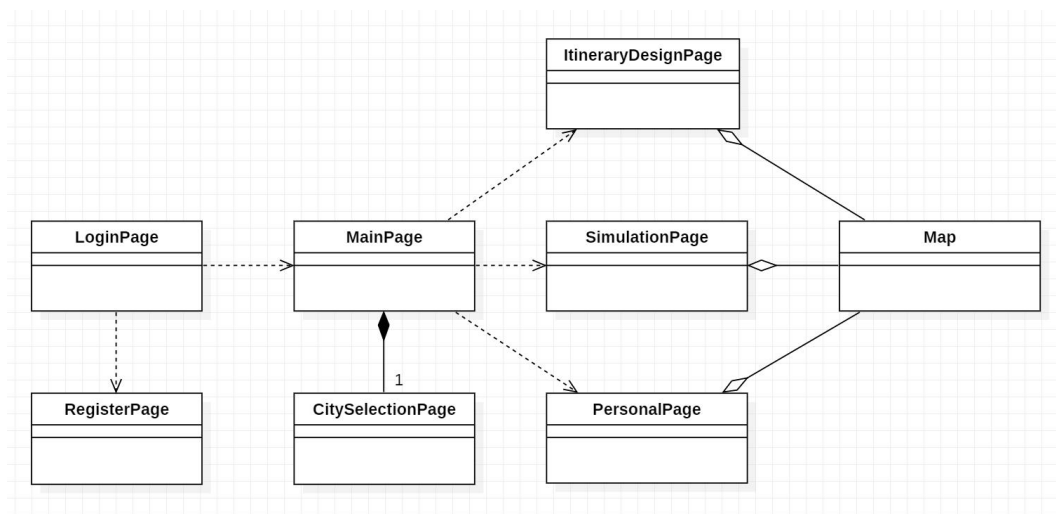 ItineraryDesignPage
LoginPage
MainPage
SimulationPage
Map
1
RegisterPage
CitySelectionPage
PersonalPage